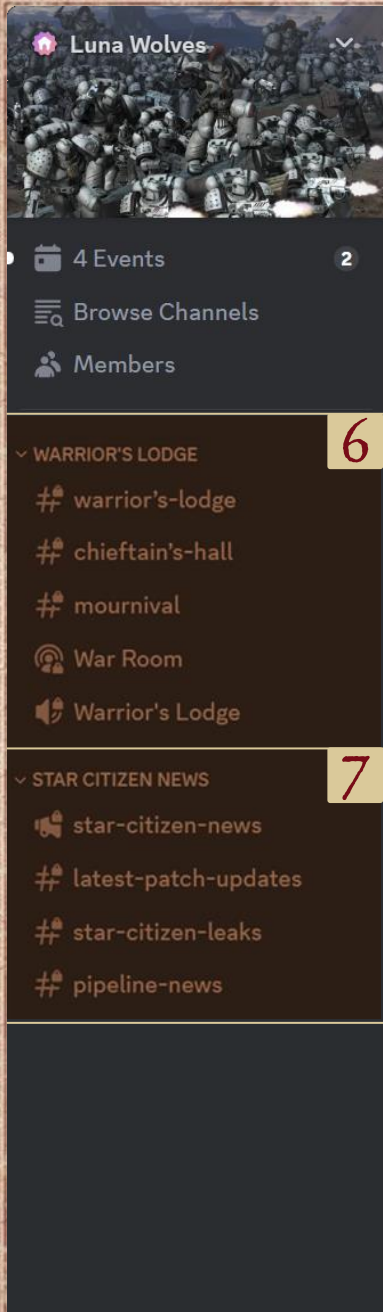 Luna Wolves
4 Events 2
Browse Channels
Members
6
WARRIOR'S LODGE
warrior's-lodge
chieftain's-hall
mournival
War Room
Warrior's Lodge
7
STAR CITIZEN NEWS
star-citizen-news
latest-patch-updates
star-citizen-leaks
pipeline-news